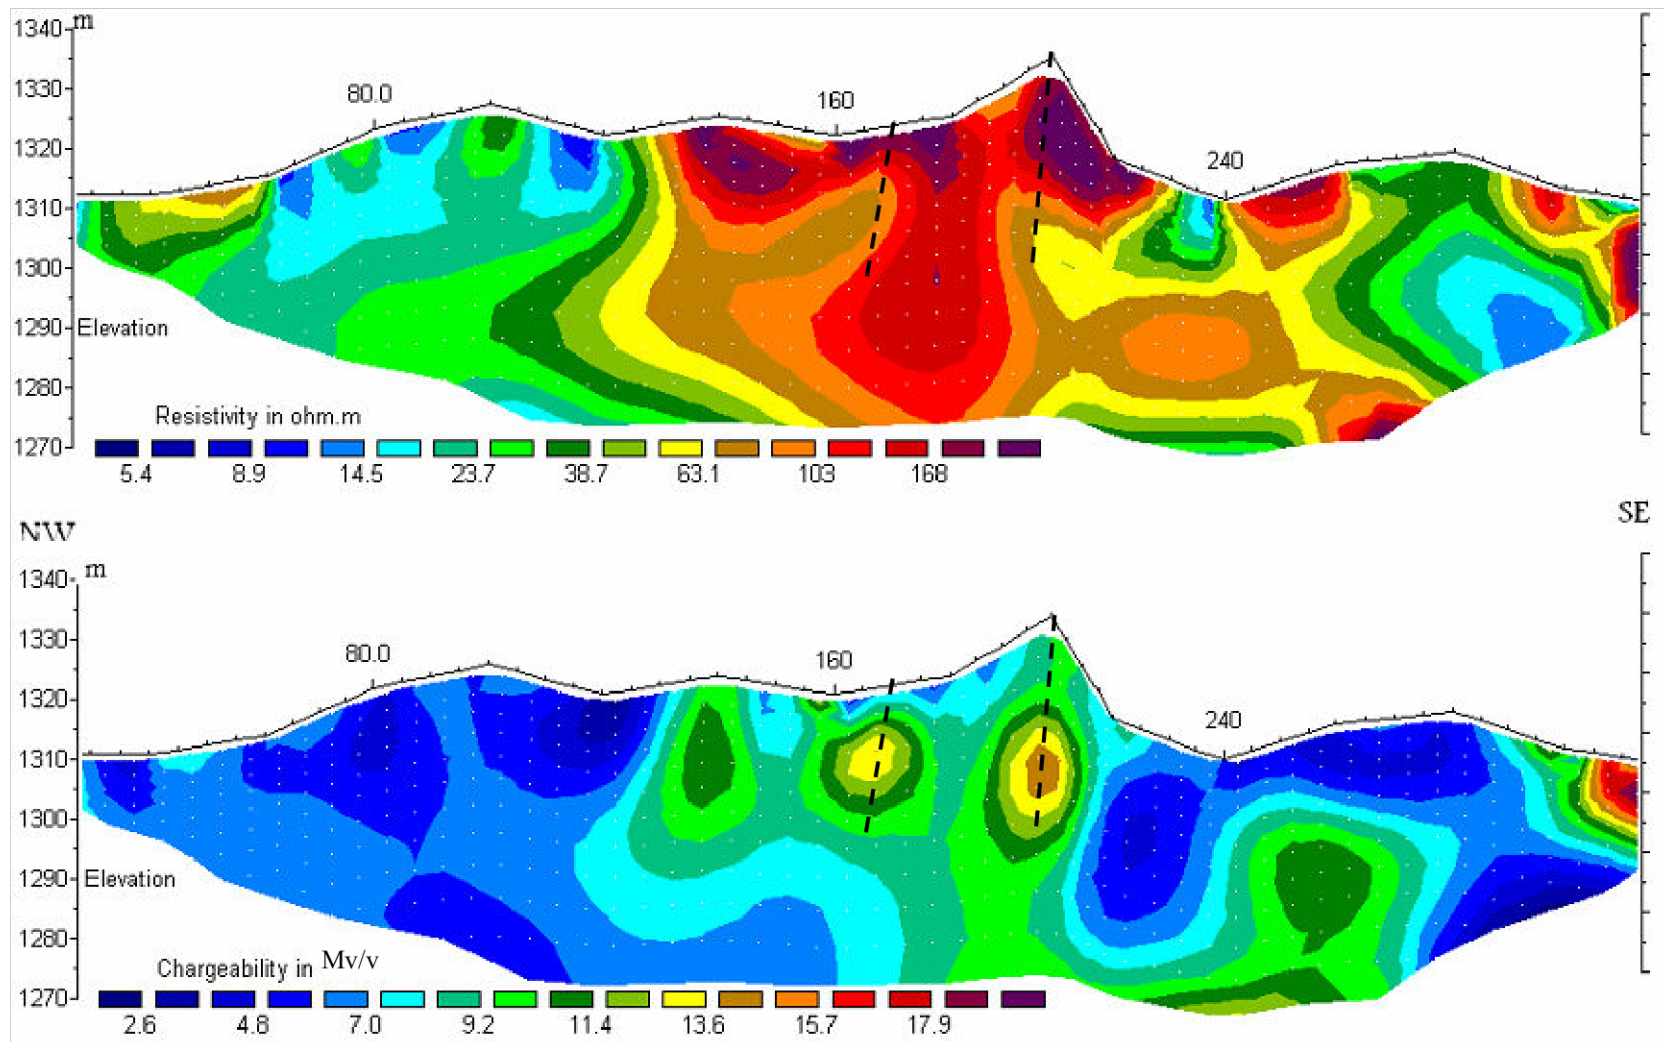 1340 m
1330
80.0
160
1320
240
1310
1300
1290
Elevation
1280
Resistivity in ohm.m
1270
5.4 8.9 14.5 23.7 38.7 63.1 103 168
NW SE
1340 m
1330
80.0
160
1320
240
1310
1300
1290
Elevation
1280
Chargeability in Mv/v
1270
2.6 4.8 7.0 9.2 11.4 13.6 15.7 17.9